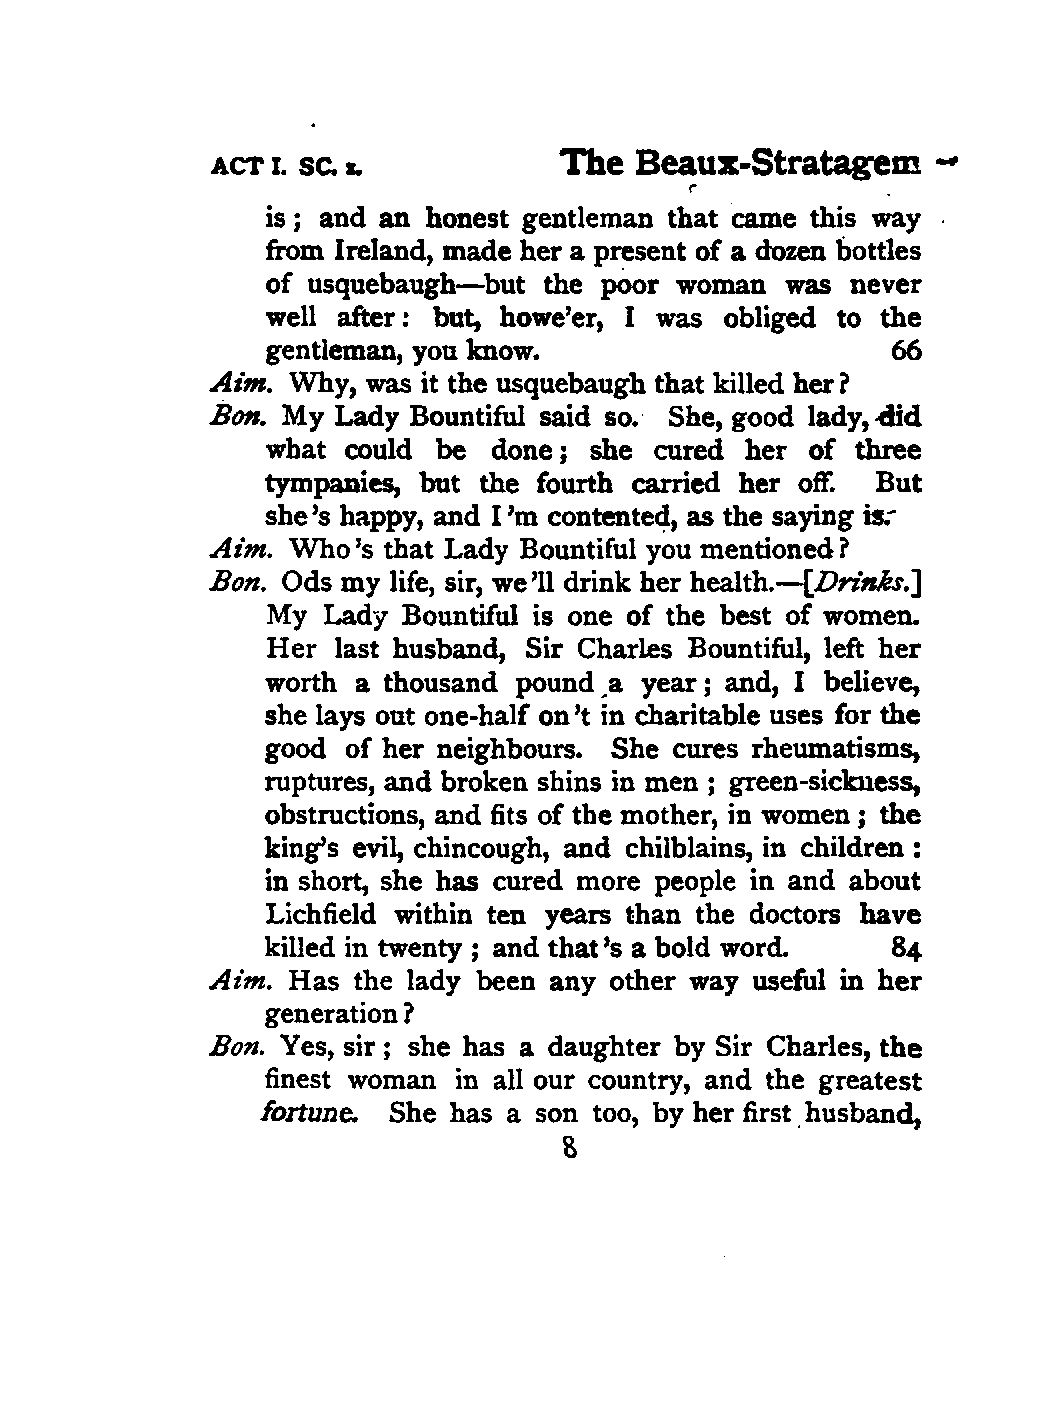 ACT I. SC. I. The Beaux-Stratagem
is; and an honest gentleman that came this way
from Ireland, made her a present of a dozen bottles
of usquebaugh—but the poor woman was never
well after: but, howe'er, I was obliged to the
gentleman, you know. 66
Aim. Why, was it the usquebaugh that killed her?
Bon. My Lady Bountiful said so. She, good lady, did
what could be done; she cured her of three
tympanies, but the fourth carried her off. But
she's happy, and I'm contented, as the saying is.
Aim. Who's that Lady Bountiful you mentioned?
Bon. Ods my life, sir, we'll drink her health.—[Drinks.]
My Lady Bountiful is one of the best of women.
Her last husband, Sir Charles Bountiful, left her
worth a thousand pound a year; and, I believe,
she lays out one-half on't in charitable uses for the
good of her neighbours. She cures rheumatisms,
ruptures, and broken shins in men; green-sickness,
obstructions, and fits of the mother, in women; the
king's evil, chincough, and chilblains, in children:
in short, she has cured more people in and about
Lichfield within ten years than the doctors have
killed in twenty; and that's a bold word. 84
Aim. Has the lady been any other way useful in her
generation?
Bon. Yes, sir; she has a daughter by Sir Charles, the
finest woman in all our country, and the greatest
fortune. She has a son too, by her first husband,
8